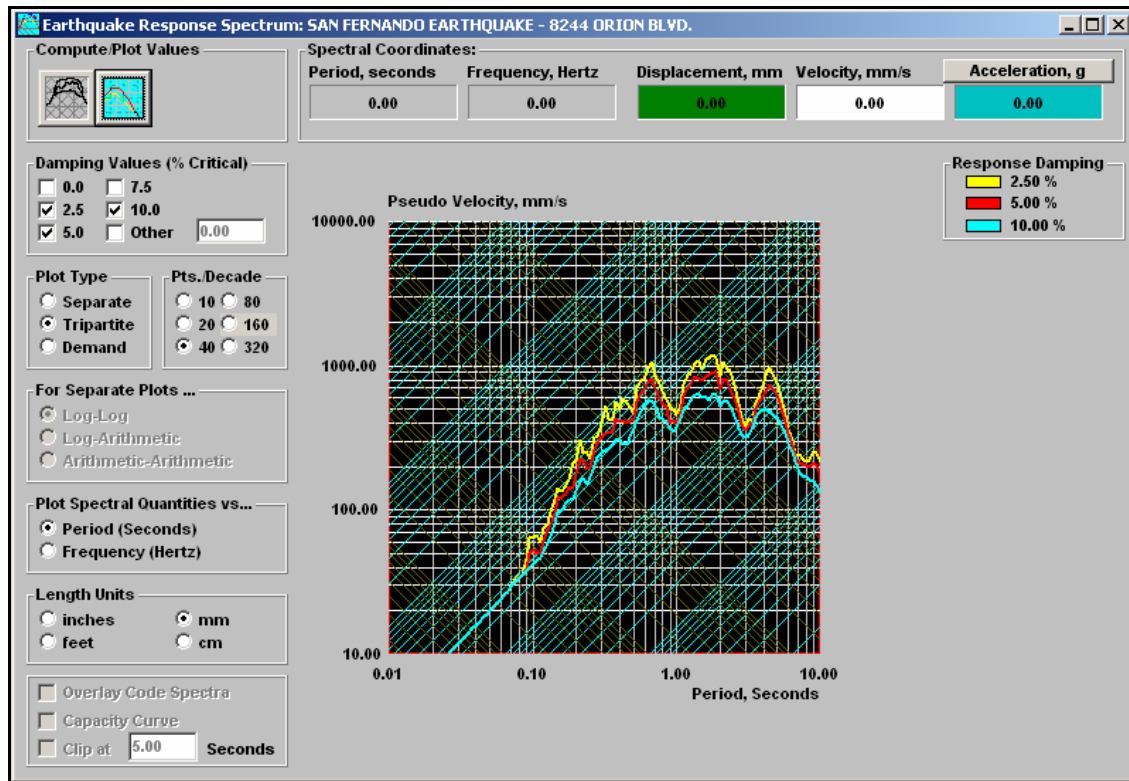 Earthquake Response Spectrum: SAN FERNANDO EARTHQUAKE - 8244 ORION BLVD.
Compute/Plot Values
Spectral Coordinates:
Period, seconds Frequency, Hertz Displacement, mm Velocity, mm/s Acceleration, g
0.00 0.00 0.00 0.00 0.00
Damping Values (% Critical)
0.0 7.5
2.5 10.0
5.0 Other 0.00
Response Damping
2.50 %
5.00 %
10.00 %
Plot Type
Separate
Tripartite
Demand
Pts./Decade
10 80
20 160
40 320
For Separate Plots ...
Log-Log
Log-Arithmetic
Arithmetic-Arithmetic
Plot Spectral Quantities vs...
Period (Seconds)
Frequency (Hertz)
Length Units
inches mm
feet cm
Overlay Code Spectra
Capacity Curve
Clip at 5.00 Seconds
Pseudo Velocity, mm/s
10000.00
1000.00
100.00
10.00
0.01 0.10 1.00 10.00
Period, Seconds